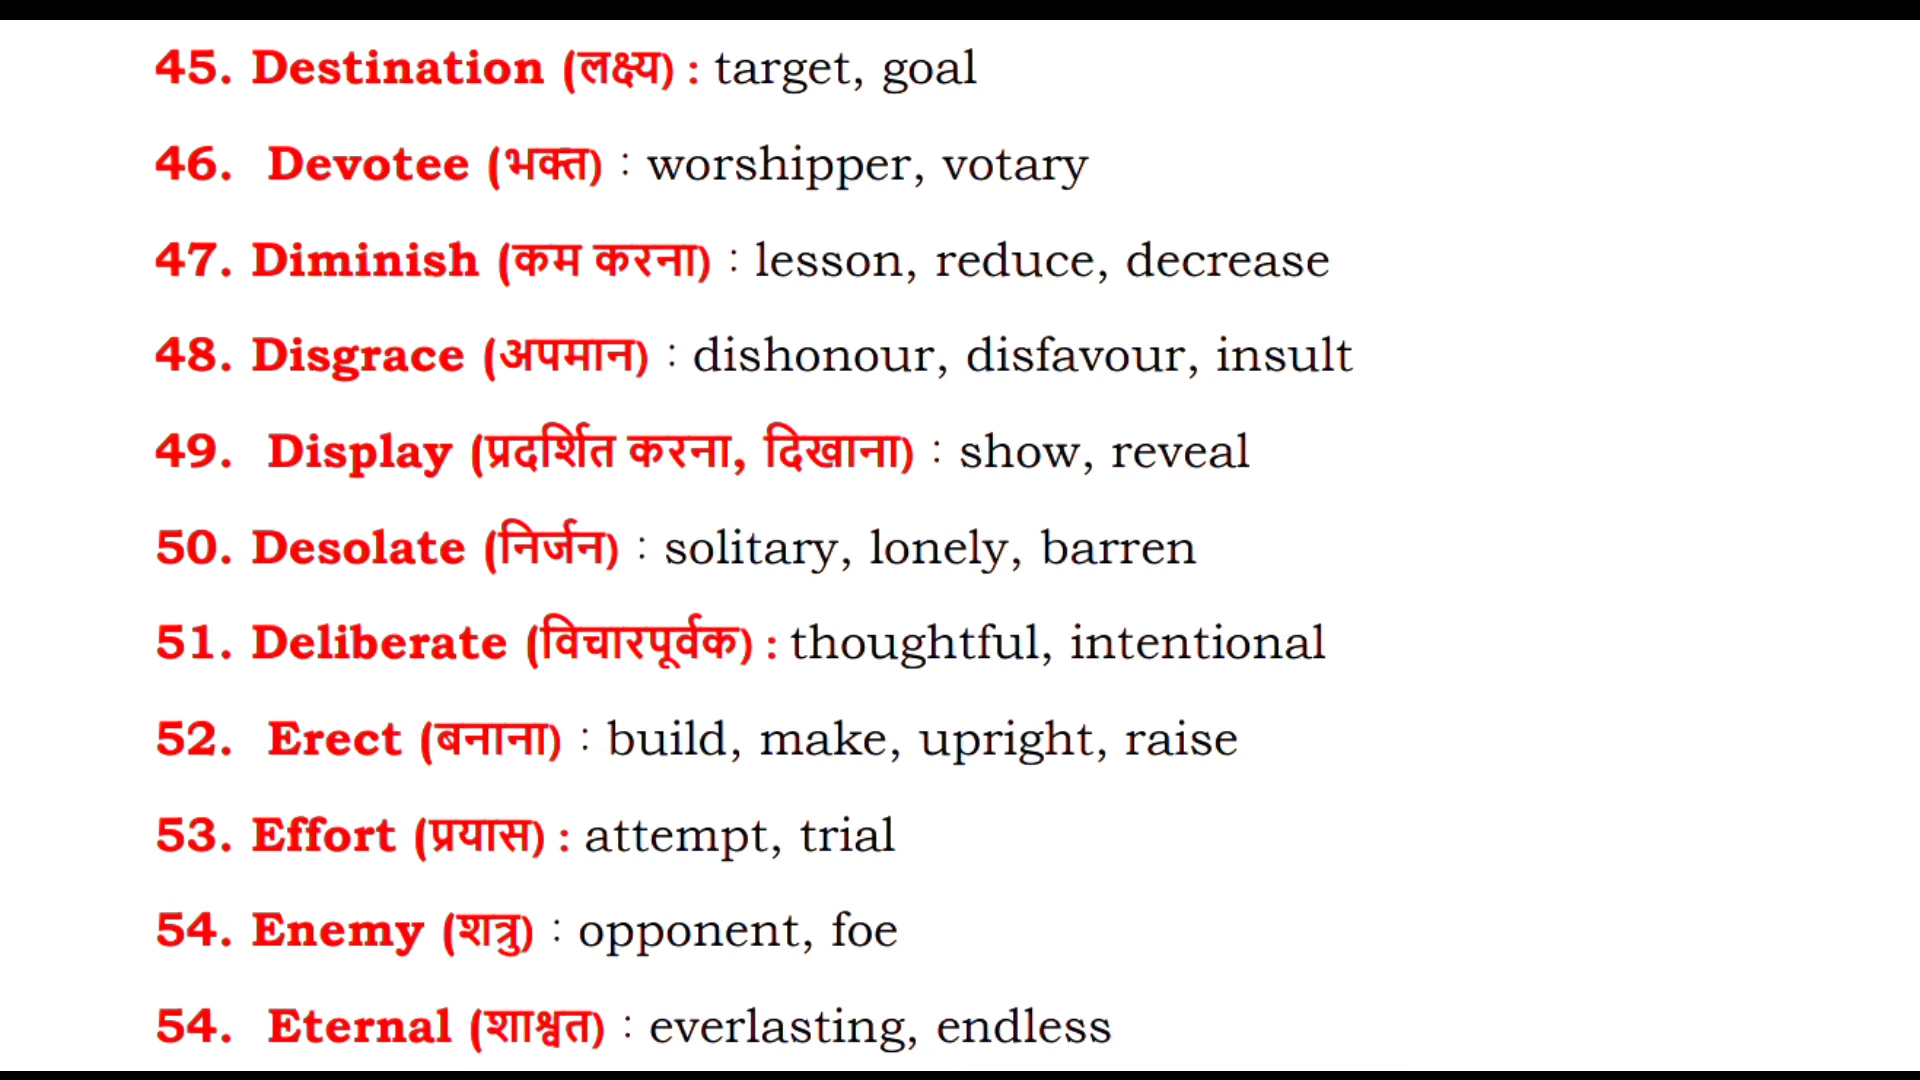 45. Destination (लक्ष्य) : target, goal
46. Devotee (भक्त) : worshipper, votary
47. Diminish (कम करना) : lesson, reduce, decrease
48. Disgrace (अपमान) : dishonour, disfavour, insult
49. Display (प्रदर्शित करना, दिखाना) : show, reveal
50. Desolate (निर्जन) : solitary, lonely, barren
51. Deliberate (विचारपूर्वक) : thoughtful, intentional
52. Erect (बनाना) : build, make, upright, raise
53. Effort (प्रयास) : attempt, trial
54. Enemy (शत्रु) : opponent, foe
54. Eternal (शाश्वत) : everlasting, endless